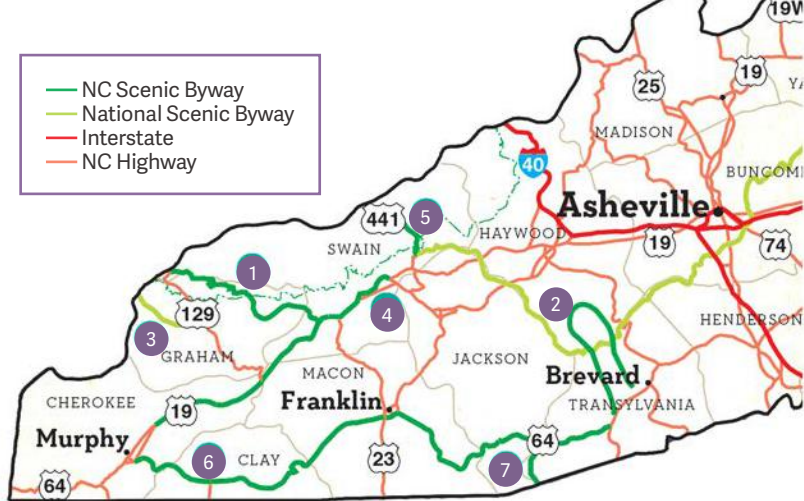 NC Scenic Byway
National Scenic Byway
Interstate
NC Highway
19W
25
19
YA
MADISON
40
BUNCOM
Asheville
441
5
SWAIN
HAYWOOD
19
74
1
2
129
4
3
HENDERSON
GRAHAM
MACON
JACKSON
Brevard
CHEROKEE
Franklin
TRANSYLVANIA
19
Murphy
64
6
CLAY
23
7
64